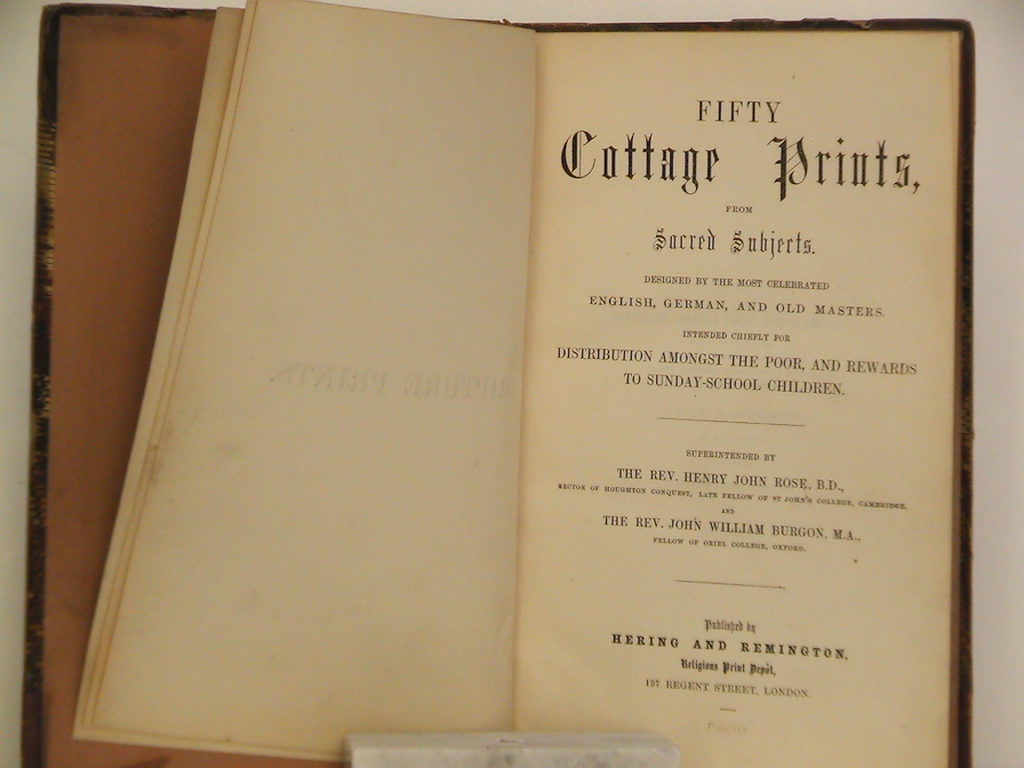 PRINTS.
FIFTY
Cottage Prints,
FROM
Sacred Subjects.
DESIGNED BY THE MOST CELEBRATED
ENGLISH, GERMAN, AND OLD MASTERS.
INTENDED CHIEFLY FOR
DISTRIBUTION AMONGST THE POOR, AND REWARDS
TO SUNDAY-SCHOOL CHILDREN.
SUPERINTENDED BY
THE REV. HENRY JOHN ROSE, B.D.,
RECTOR OF HOUGHTON CONQUEST, LATE FELLOW OF ST JOHN'S COLLEGE, CAMBRIDGE,
AND
THE REV. JOHN WILLIAM BURGON, M.A.,
FELLOW OF ORIEL COLLEGE, OXFORD.
Published by
HERING AND REMINGTON,
Religious Print Depôt,
137 REGENT STREET, LONDON.